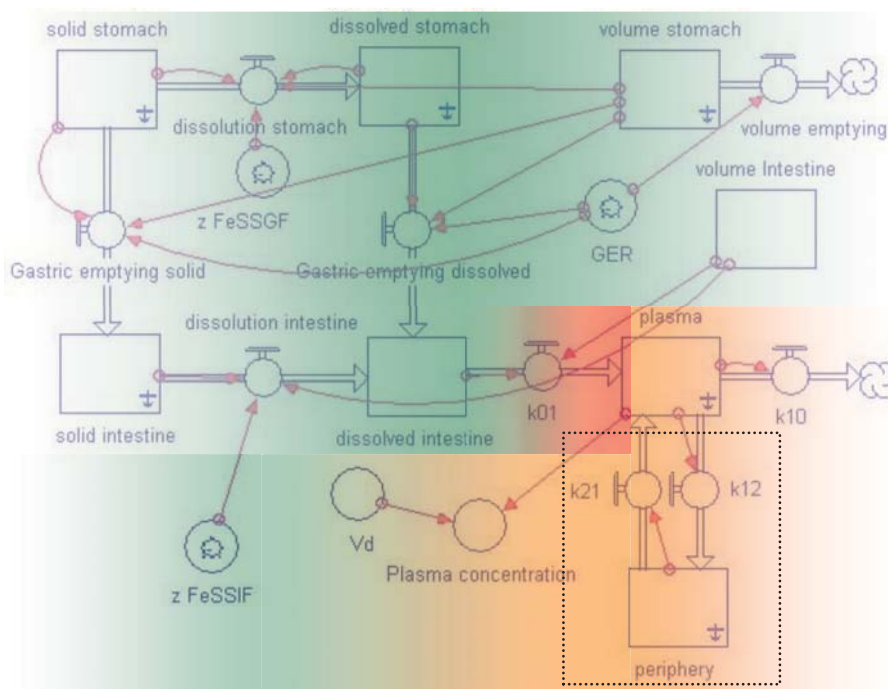 solid stomach
dissolved stomach
volume stomach
dissolution stomach
volume emptying
volume Intestine
z FeSSGF
GER
Gastric emptying solid
Gastric emptying dissolved
dissolution intestine
plasma
solid intestine
dissolved intestine
k01
k10
k21
k12
Vd
Plasma concentration
z FeSSIF
periphery